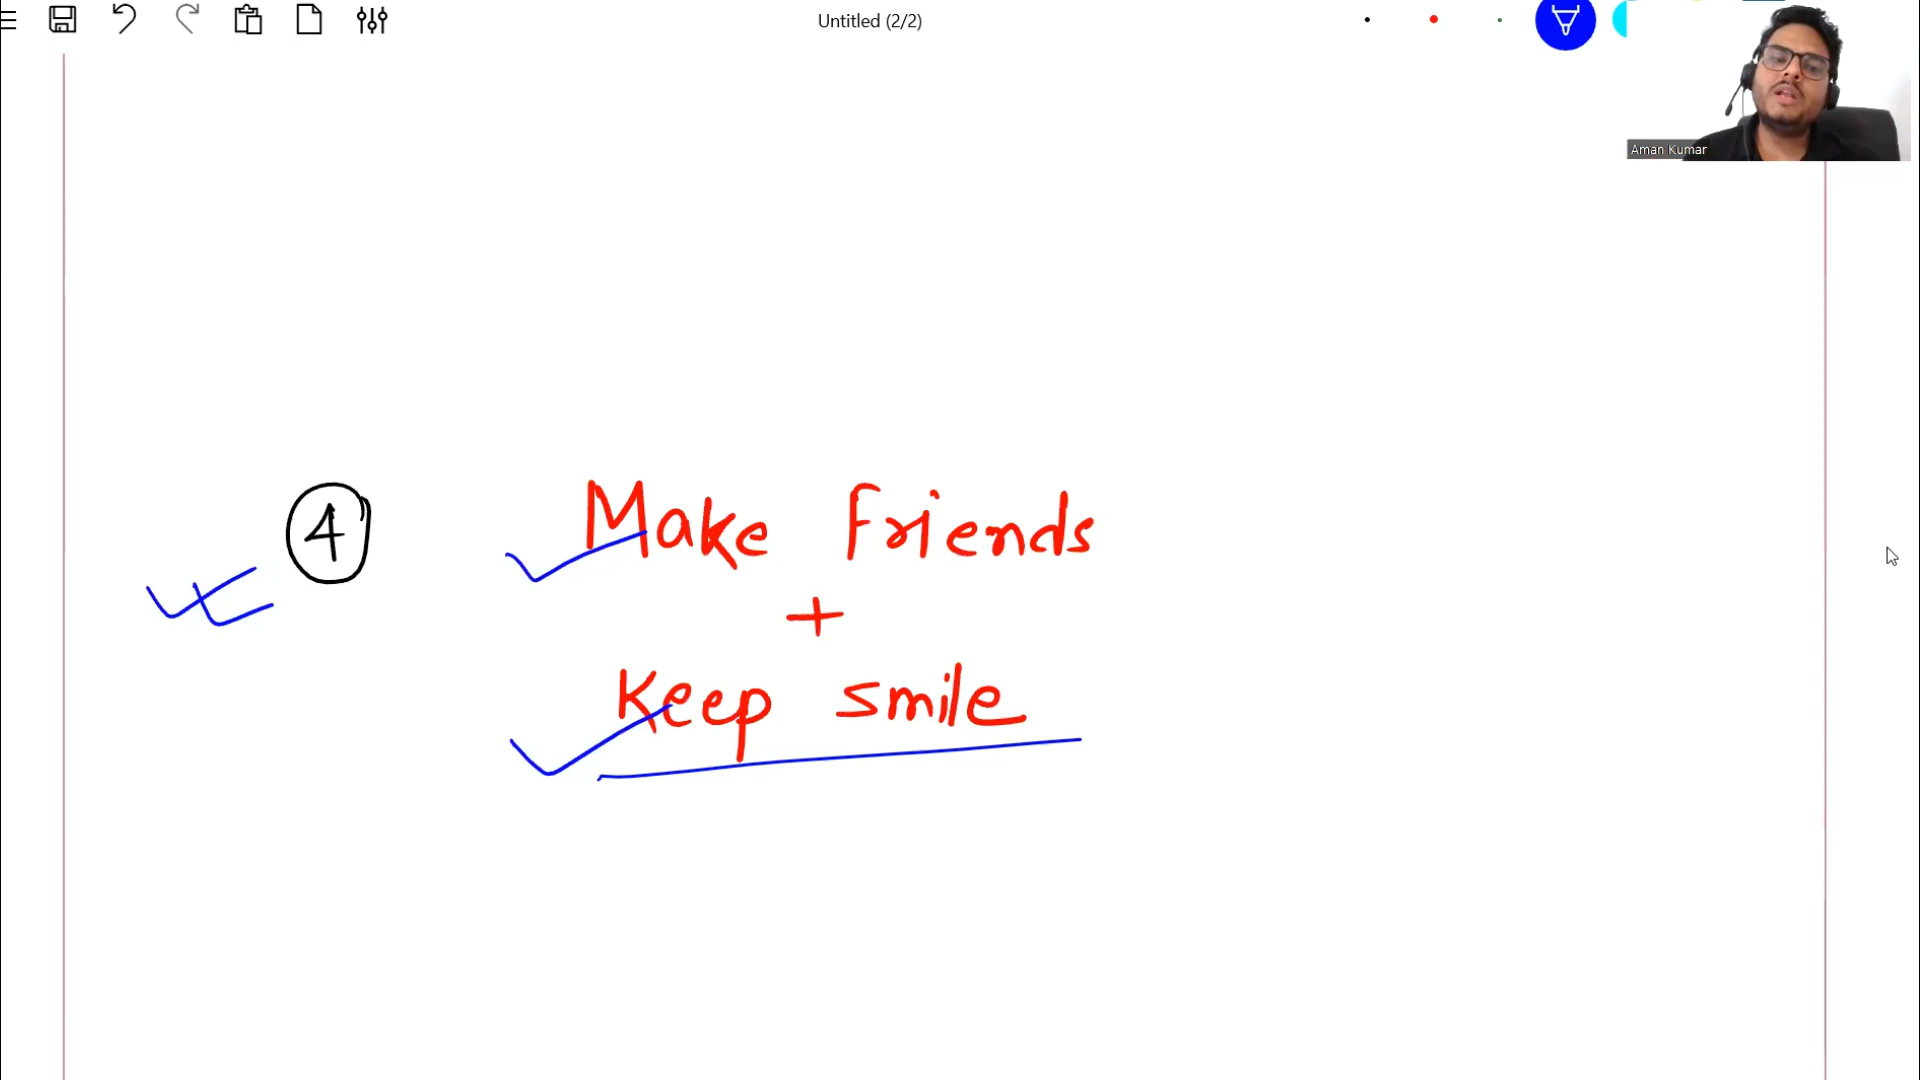 Untitled (2/2)
Aman Kumar
4 Make Friends
+
Keep smile